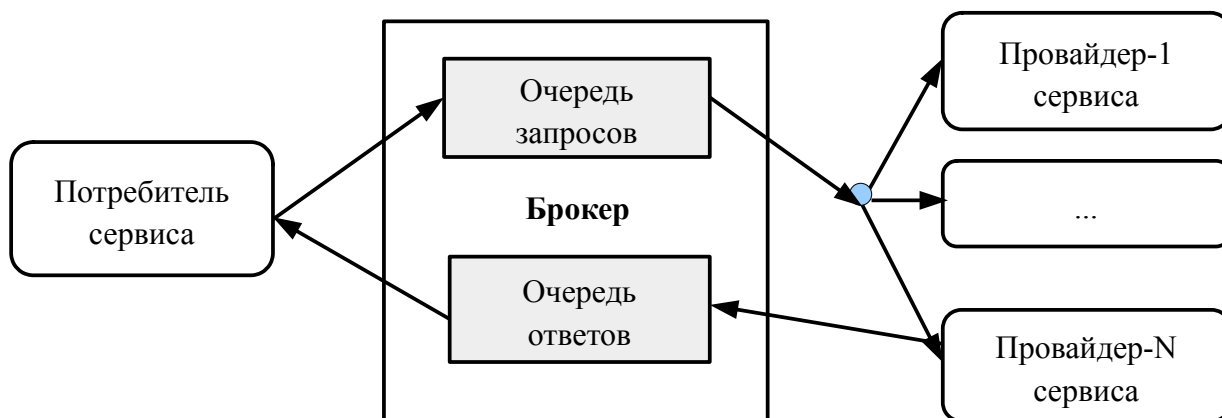 Потребитель
сервиса
Очередь
запросов
Брокер
Очередь
ответов
Провайдер-1
сервиса
...
Провайдер-N
сервиса